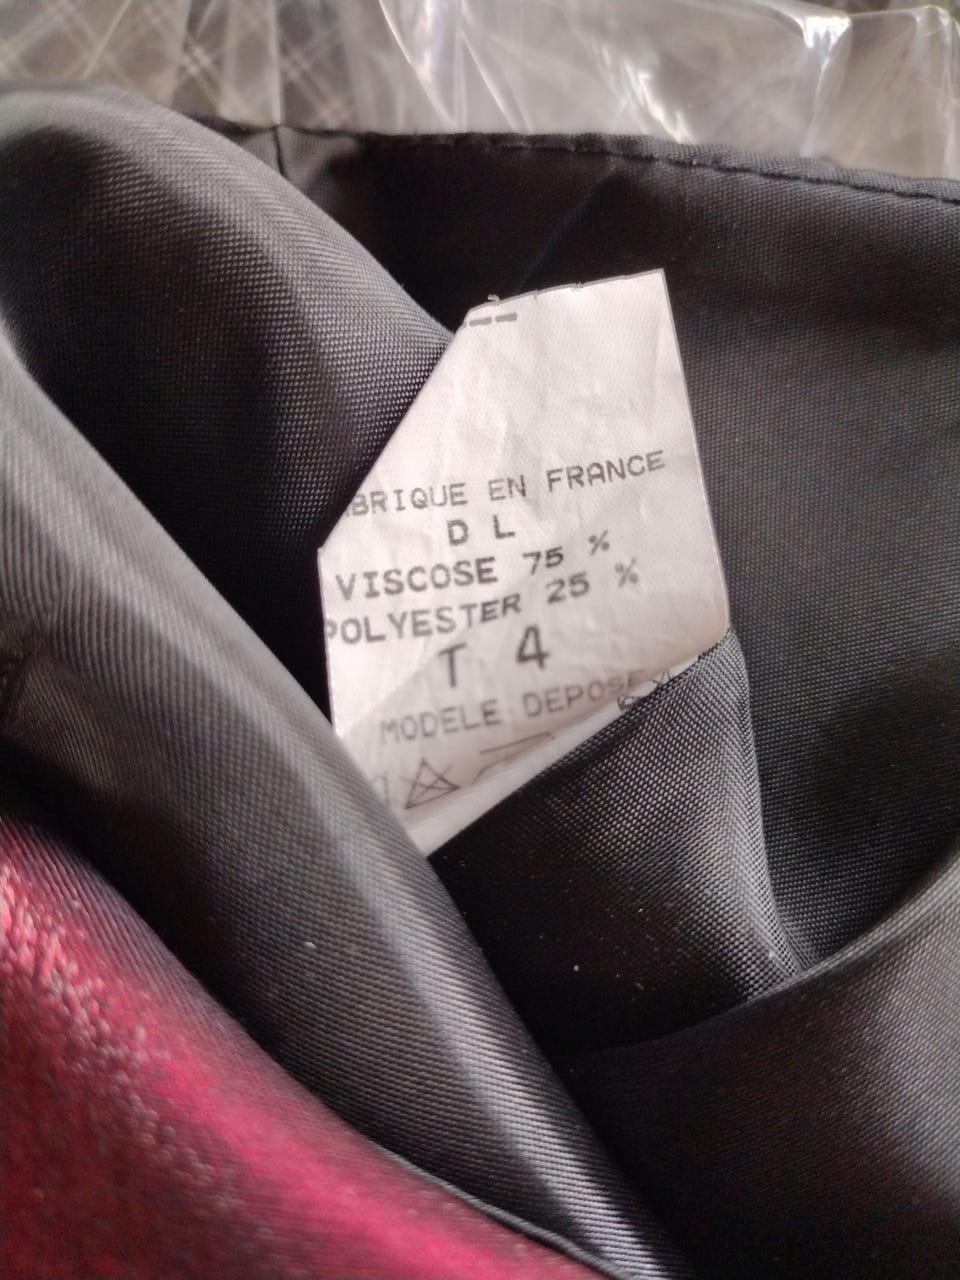 ---
BRIQUE EN FRANCE
D L
VISCOSE 75 %
POLYESTER 25 %
T 4
MODELE DEPOSE